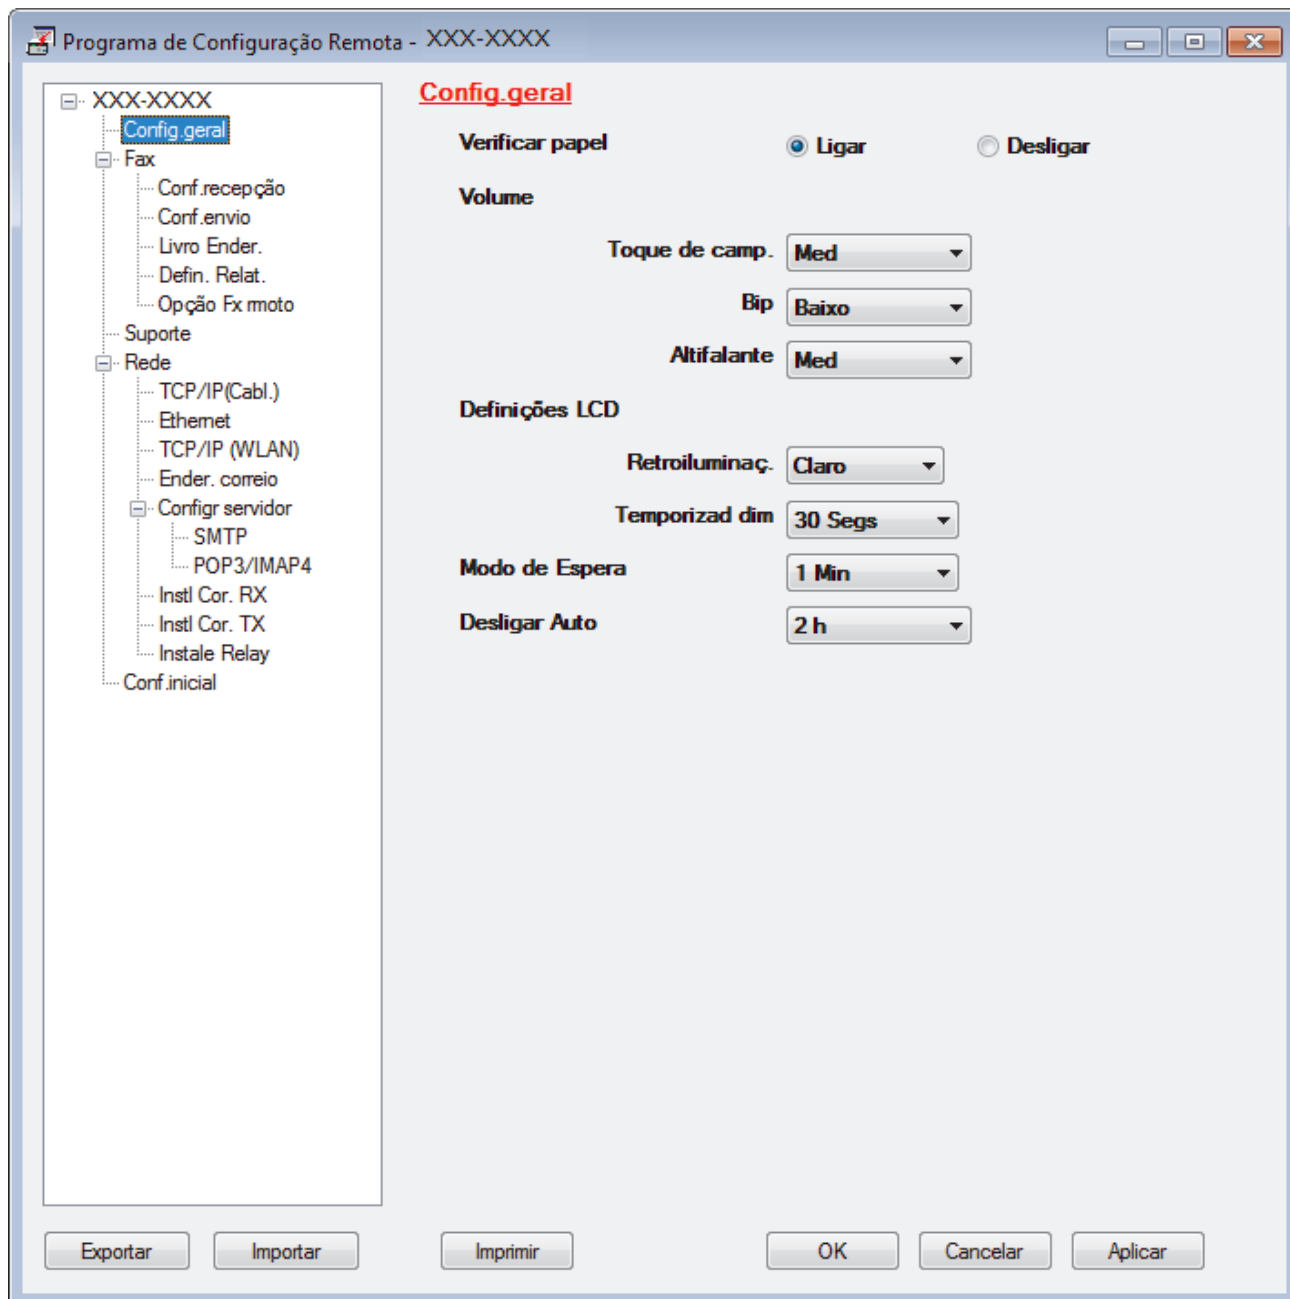 Programa de Configuração Remota - XXX-XXXX
XXX-XXXX
Config.geral
Fax
Conf.recepção
Conf.envio
Livro Ender.
Defin. Relat.
Opção Fx rmoto
Suporte
Rede
TCP/IP(Cabl.)
Ethernet
TCP/IP (WLAN)
Ender. correio
Configr servidor
SMTP
POP3/IMAP4
Instl Cor. RX
Instl Cor. TX
Instale Relay
Conf.inicial
Config.geral
Verificar papel Ligar Desligar
Volume
Toque de camp. Med
Bip Baixo
Altifalante Med
Definições LCD
Retroiluminaç. Claro
Temporizad dim 30 Segs
Modo de Espera 1 Min
Desligar Auto 2 h
Exportar Importar Imprimir OK Cancelar Aplicar